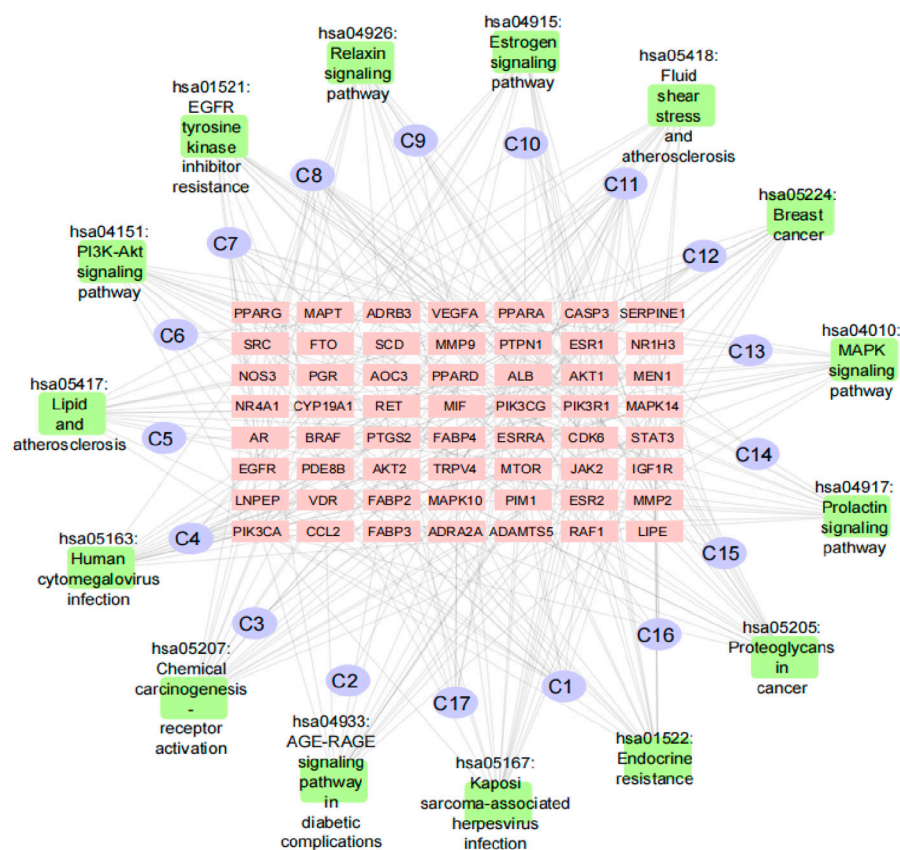 hsa04926:
Relaxin
signaling
pathway
hsa04915:
Estrogen
signaling
pathway
hsa05418:
Fluid
shear
stress
and
atherosclerosis
hsa01521:
EGFR
tyrosine
kinase
inhibitor
resistance
hsa05224:
Breast
cancer
hsa04151:
PI3K-Akt
signaling
pathway
hsa04010:
MAPK
signaling
pathway
hsa05417:
Lipid
and
atherosclerosis
hsa04917:
Prolactin
signaling
pathway
hsa05163:
Human
cytomegalovirus
infection
hsa05205:
Proteoglycans
in
cancer
hsa05207:
Chemical
carcinogenesis
-
receptor
activation
hsa04933:
AGE-RAGE
signaling
pathway
in
diabetic
complications
hsa05167:
Kaposi
sarcoma-associated
herpesvirus
infection
hsa01522:
Endocrine
resistance
C9
C10
C8
C11
C7
C12
C6
C13
C5
C14
C4
C15
C3
C16
C2
C17
C1
PPARG MAPT ADRB3 VEGFA PPARA CASP3 SERPINE1
SRC FTO SCD MMP9 PTPN1 ESR1 NR1H3
NOS3 PGR AOC3 PPARD ALB AKT1 MEN1
NR4A1 CYP19A1 RET MIF PIK3CG PIK3R1 MAPK14
AR BRAF PTGS2 FABP4 ESRRA CDK6 STAT3
EGFR PDE8B AKT2 TRPV4 MTOR JAK2 IGF1R
LNPEP VDR FABP2 MAPK10 PIM1 ESR2 MMP2
PIK3CA CCL2 FABP3 ADRA2A ADAMTS5 RAF1 LIPE